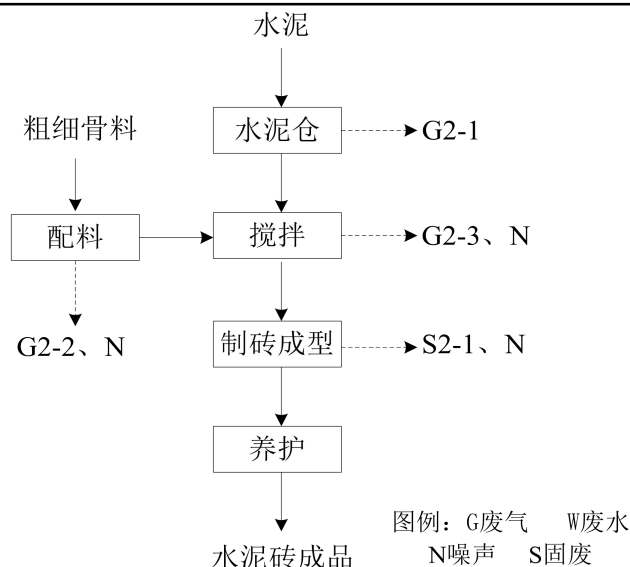 水泥
粗细骨料
水泥仓
G2-1
配料
搅拌
G2-3、N
G2-2、N
制砖成型
S2-1、N
养护
水泥砖成品
图例：G废气 W废水
N噪声 S固废